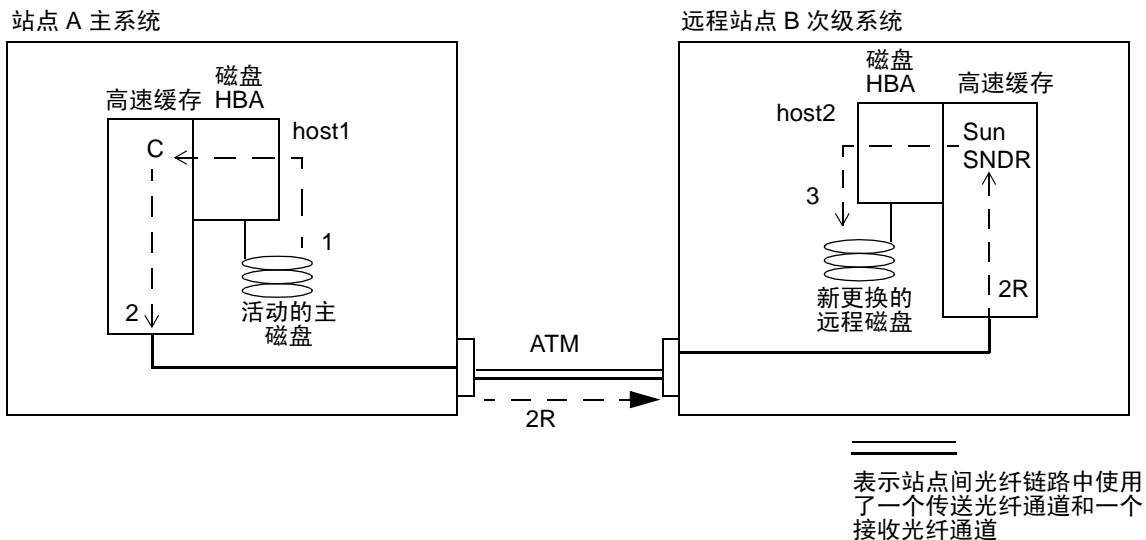 站点 A 主系统
远程站点 B 次级系统
磁盘
HBA
高速缓存
host1
C
1
2
活动的主
磁盘
ATM
2R
磁盘
HBA
高速缓存
host2
Sun
SNDR
3
2R
新更换的
远程磁盘
表示站点间光纤链路中使用
了一个传送光纤通道和一个
接收光纤通道